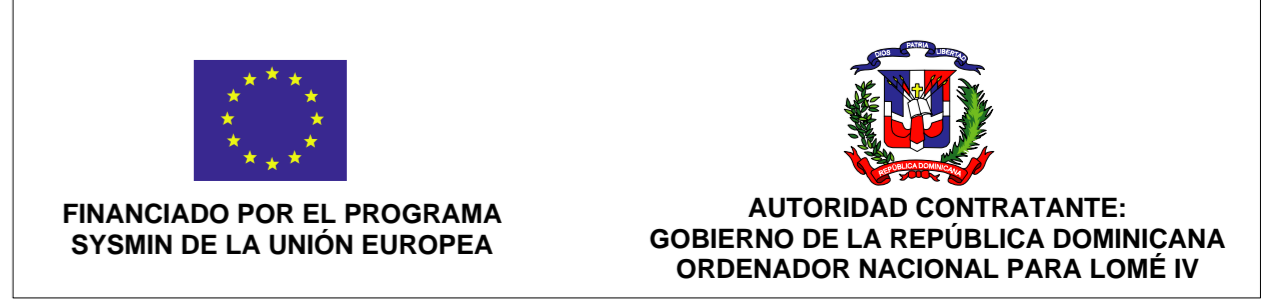 FINANCIADO POR EL PROGRAMA
SYSMIN DE LA UNIÓN EUROPEA
DIOS PATRIA LIBERTAD
REPÚBLICA DOMINICANA
AUTORIDAD CONTRATANTE:
GOBIERNO DE LA REPÚBLICA DOMINICANA
ORDENADOR NACIONAL PARA LOMÉ IV